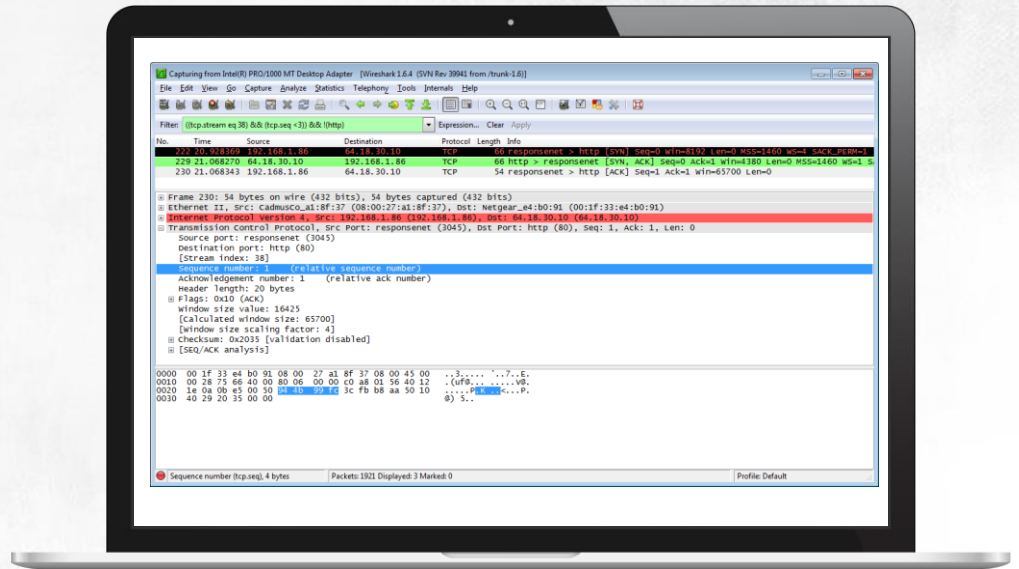 Capturing from Intel(R) PRO/1000 MT Desktop Adapter [Wireshark 1.6.4 (SVN Rev 39941 from /trunk-1.6)]
File Edit View Go Capture Analyze Statistics Telephony Tools Internals Help
Filter: ((tcp.stream eq 38) && (tcp.seq <3)) && !(http) Expression... Clear Apply
No. Time Source Destination Protocol Length Info
222 20.928369 192.168.1.86 64.18.30.10 TCP 66 responsenet > http [SYN] Seq=0 Win=8192 Len=0 MSS=1460 WS=4 SACK_PERM=1
229 21.068270 64.18.30.10 192.168.1.86 TCP 66 http > responsenet [SYN, ACK] Seq=0 Ack=1 Win=4380 Len=0 MSS=1460 WS=1 S
230 21.068343 192.168.1.86 64.18.30.10 TCP 54 responsenet > http [ACK] Seq=1 Ack=1 Win=65700 Len=0
Frame 230: 54 bytes on wire (432 bits), 54 bytes captured (432 bits)
Ethernet II, Src: CadmusCo_a1:8f:37 (08:00:27:a1:8f:37), Dst: Netgear_e4:b0:91 (00:1f:33:e4:b0:91)
Internet Protocol Version 4, Src: 192.168.1.86 (192.168.1.86), Dst: 64.18.30.10 (64.18.30.10)
Transmission Control Protocol, Src Port: responsenet (3045), Dst Port: http (80), Seq: 1, Ack: 1, Len: 0
Source port: responsenet (3045)
Destination port: http (80)
[Stream index: 38]
Sequence number: 1 (relative sequence number)
Acknowledgement number: 1 (relative ack number)
Header length: 20 bytes
Flags: 0x10 (ACK)
Window size value: 16425
[Calculated window size: 65700]
[Window size scaling factor: 4]
Checksum: 0x2035 [validation disabled]
[SEQ/ACK analysis]
0000 00 1f 33 e4 b0 91 08 00 27 a1 8f 37 08 00 45 00 ..3..... '..7..E.
0010 00 28 75 66 40 00 80 06 00 00 c0 a8 01 56 40 12 .(uf@... .....V@.
0020 1e 0a 0b e5 00 50 94 4b 99 fc 3c fb b8 aa 50 10 .....P.K ..<...P.
0030 40 29 20 35 00 00 @) 5..
Sequence number (tcp.seq), 4 bytes Packets: 1921 Displayed: 3 Marked: 0 Profile: Default